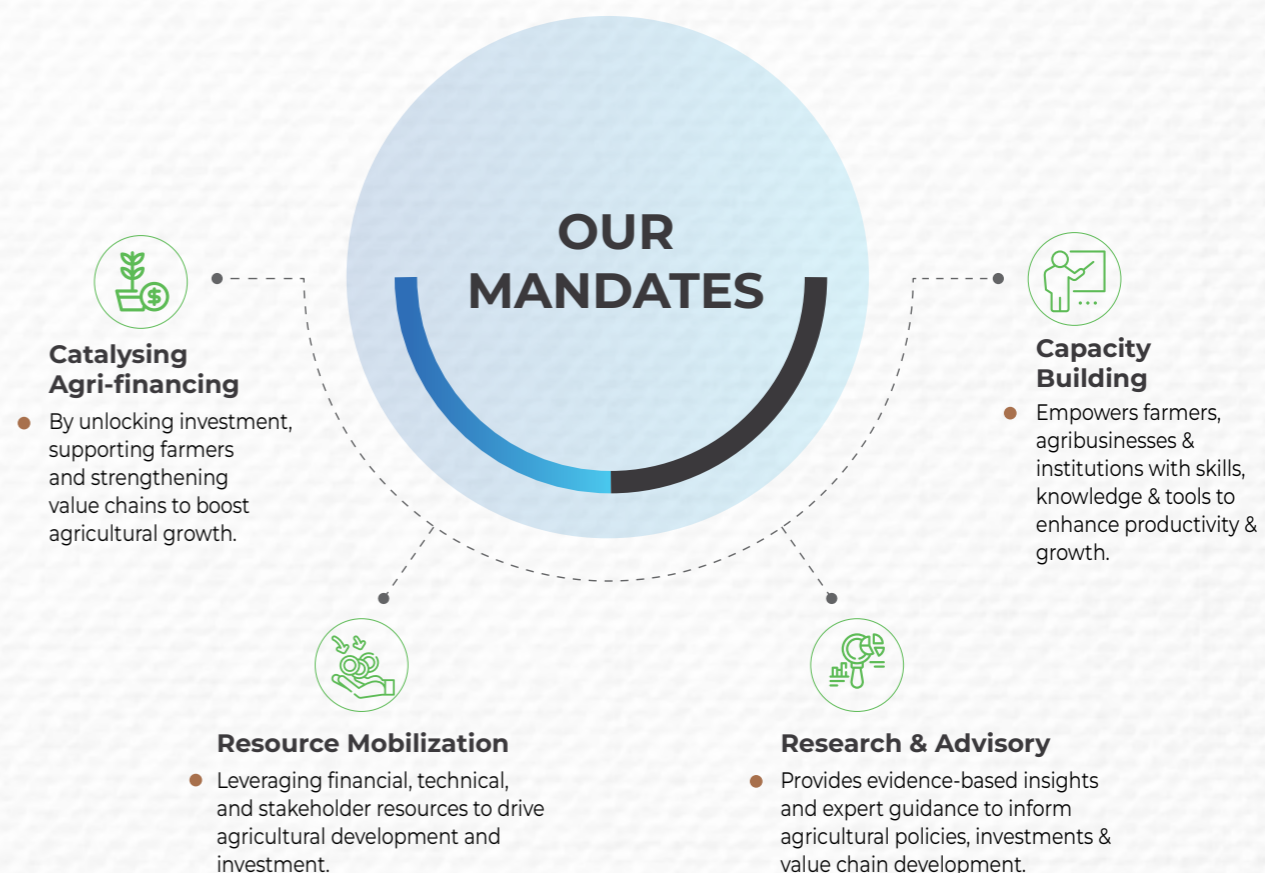 OUR
MANDATES
Catalysing
Agri-financing
By unlocking investment,
supporting farmers
and strengthening
value chains to boost
agricultural growth.
Capacity
Building
Empowers farmers,
agribusinesses &
institutions with skills,
knowledge & tools to
enhance productivity &
growth.
Resource Mobilization
Leveraging financial, technical,
and stakeholder resources to drive
agricultural development and
investment.
Research & Advisory
Provides evidence-based insights
and expert guidance to inform
agricultural policies, investments &
value chain development.